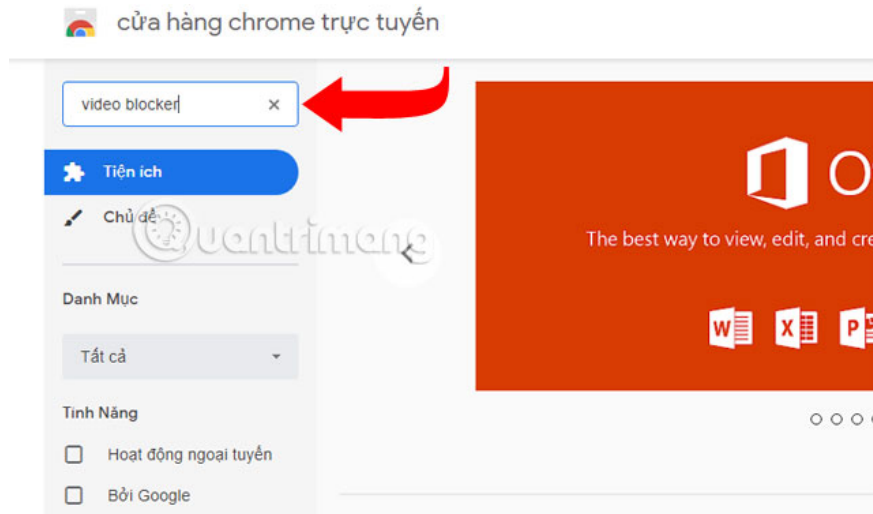 cửa hàng chrome trực tuyến
video blocker
Tiện ích
Chủ đề
Quantrimang
Danh Mục
Tất cả
Tính Năng
Hoạt động ngoại tuyến
Bởi Google
O
The best way to view, edit, and cre
W X P